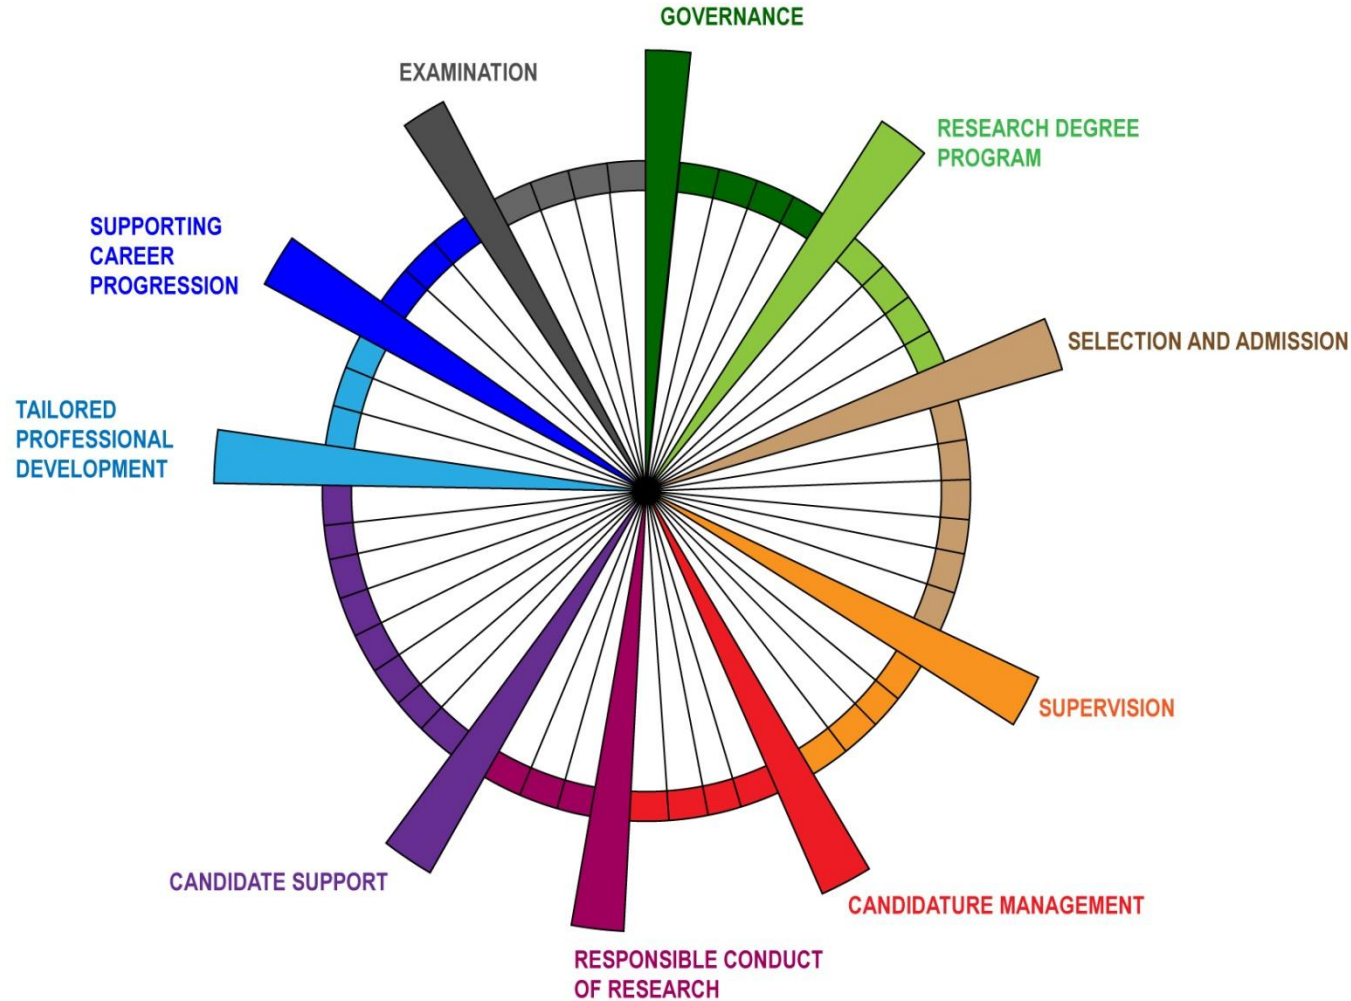 GOVERNANCE
EXAMINATION
RESEARCH DEGREE
PROGRAM
SUPPORTING
CAREER
PROGRESSION
SELECTION AND ADMISSION
TAILORED
PROFESSIONAL
DEVELOPMENT
SUPERVISION
CANDIDATE SUPPORT
CANDIDATURE MANAGEMENT
RESPONSIBLE CONDUCT
OF RESEARCH